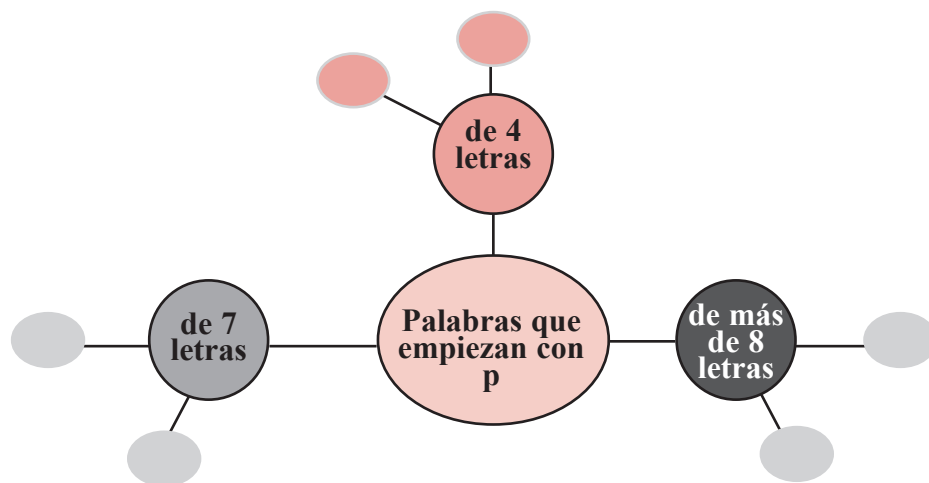 de 4
letras
de 7
letras
Palabras que
empiezan con
p
de más
de 8
letras